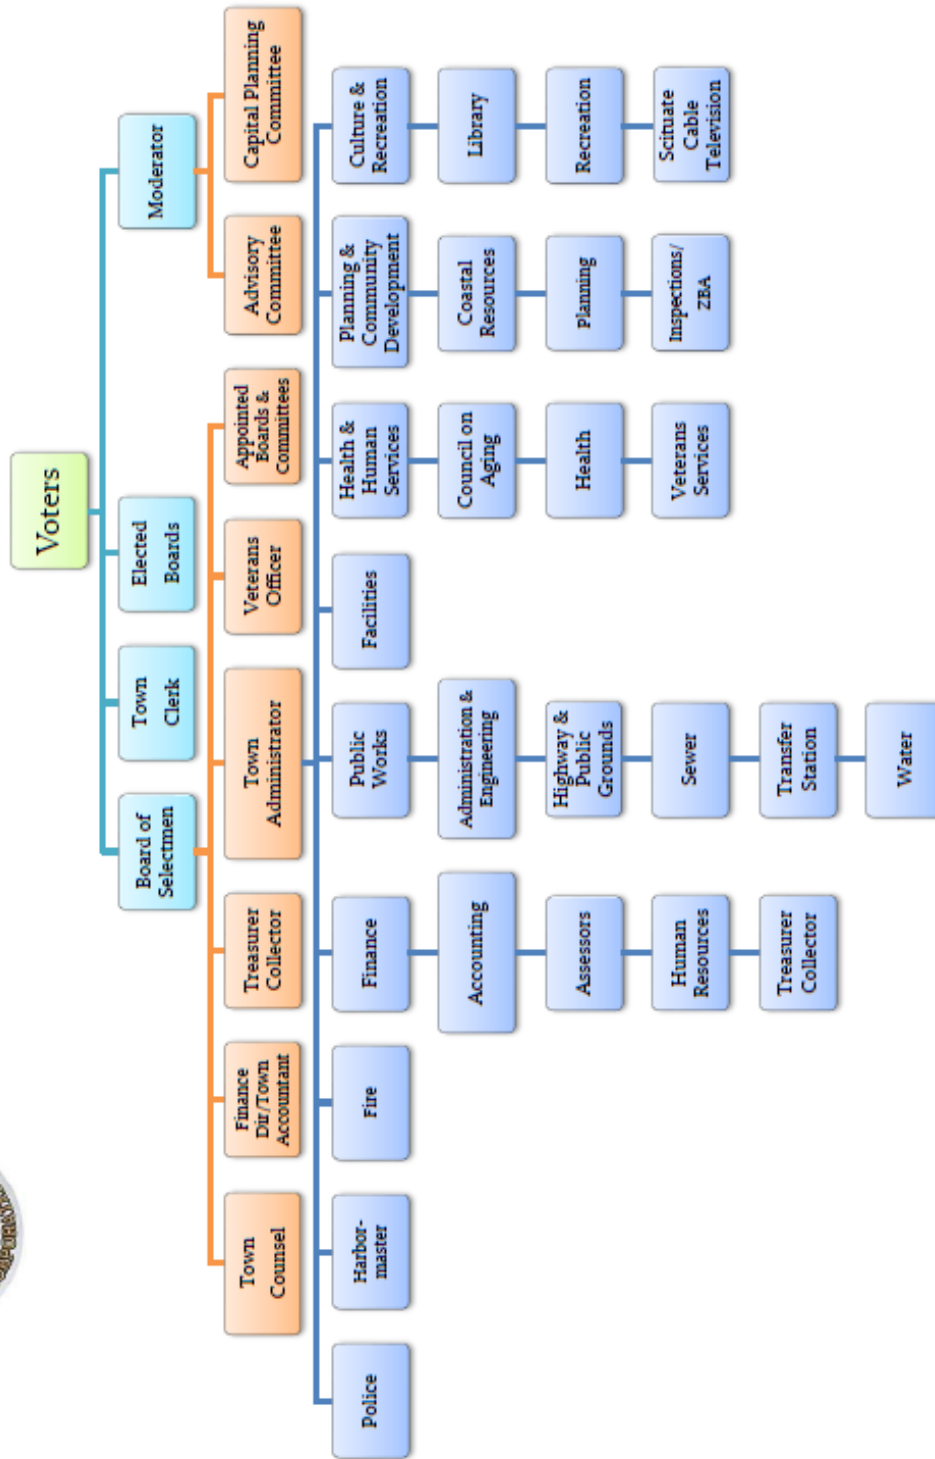 Voters
Board of
Selectmen
Town
Clerk
Elected
Boards
Moderator
Town
Counsel
Finance
Dir/Town
Accountant
Treasurer
Collector
Town
Administrator
Veterans
Officer
Appointed
Boards &
Committees
Advisory
Committee
Capital Planning
Committee
Police
Harbor-
master
Fire
Finance
Public
Works
Facilities
Health &
Human
Services
Planning &
Community
Development
Culture &
Recreation
Accounting
Administration &
Engineering
Council on
Aging
Coastal
Resources
Library
Assessors
Highway &
Public
Grounds
Health
Planning
Recreation
Human
Resources
Sewer
Veterans
Services
Inspections/
ZBA
Scituate
Cable
Television
Treasurer
Collector
Transfer
Station
Water